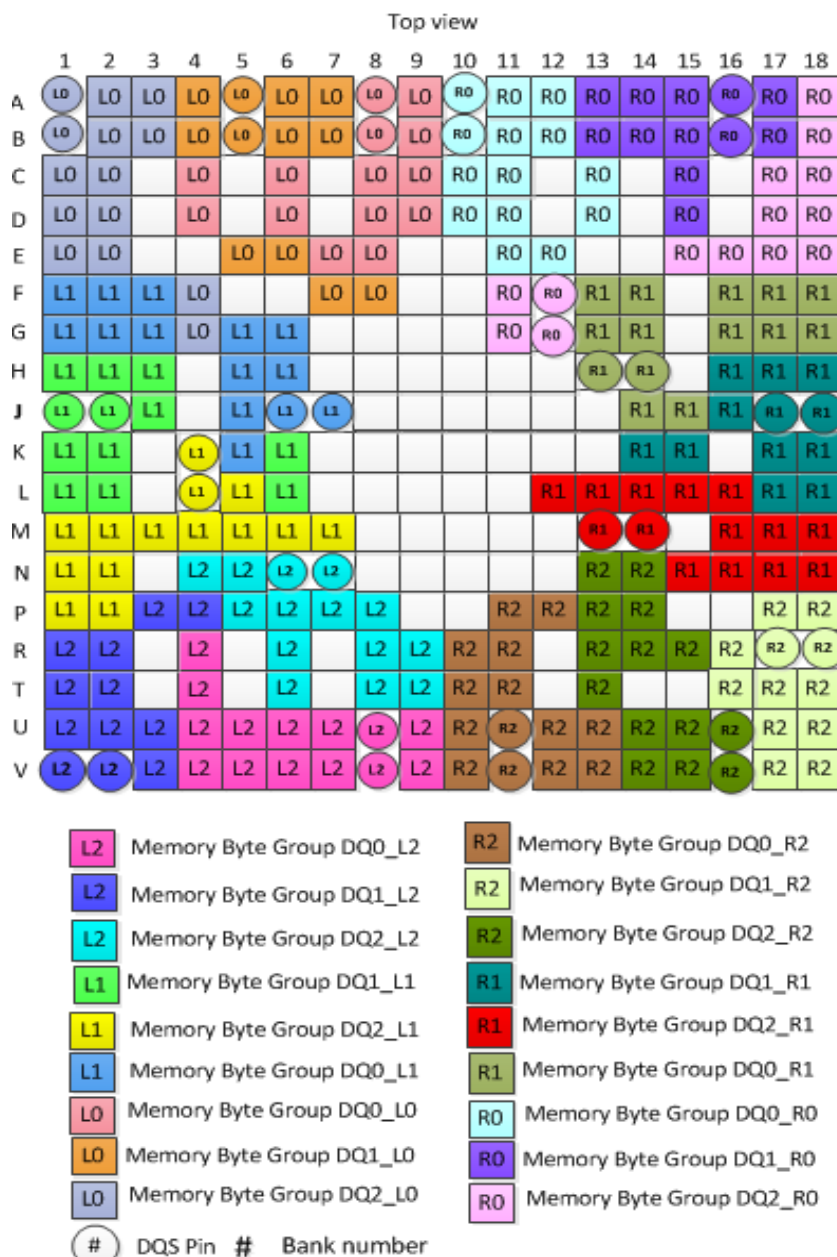 Top view
1 2 3 4 5 6 7 8 9 10 11 12 13 14 15 16 17 18
A L0 L0 L0 L0 L0 L0 L0 L0 L0 R0 R0 R0 R0 R0 R0 R0 R0 R0
B L0 L0 L0 L0 L0 L0 L0 L0 L0 R0 R0 R0 R0 R0 R0 R0 R0 R0
C L0 L0 L0 L0 L0 L0 R0 R0 R0 R0 R0 R0
D L0 L0 L0 L0 L0 L0 R0 R0 R0 R0 R0 R0
E L0 L0 L0 L0 L0 L0 R0 R0 R0 R0 R0 R0
F L1 L1 L1 L0 L0 L0 R0 R0 R1 R1 R1 R1 R1
G L1 L1 L1 L0 L1 L1 R0 R0 R1 R1 R1 R1 R1
H L1 L1 L1 L1 L1 R1 R1 R1 R1 R1
J L1 L1 L1 L1 L1 L1 R1 R1 R1 R1 R1
K L1 L1 L1 L1 L1 R1 R1 R1 R1
L L1 L1 L1 L1 L1 R1 R1 R1 R1 R1 R1 R1
M L1 L1 L1 L1 L1 L1 L1 R1 R1 R1 R1 R1
N L1 L1 L2 L2 L2 L2 R2 R2 R1 R1 R1 R1
P L1 L1 L2 L2 L2 L2 L2 L2 R2 R2 R2 R2 R2 R2
R L2 L2 L2 L2 L2 L2 R2 R2 R2 R2 R2 R2 R2 R2
T L2 L2 L2 L2 L2 L2 R2 R2 R2 R2 R2 R2
U L2 L2 L2 L2 L2 L2 L2 L2 L2 R2 R2 R2 R2 R2 R2 R2 R2 R2
V L2 L2 L2 L2 L2 L2 L2 L2 L2 R2 R2 R2 R2 R2 R2 R2 R2 R2
L2 Memory Byte Group DQ0_L2
L2 Memory Byte Group DQ1_L2
L2 Memory Byte Group DQ2_L2
L1 Memory Byte Group DQ1_L1
L1 Memory Byte Group DQ2_L1
L1 Memory Byte Group DQ0_L1
L0 Memory Byte Group DQ0_L0
L0 Memory Byte Group DQ1_L0
L0 Memory Byte Group DQ2_L0
# DQS Pin # Bank number
R2 Memory Byte Group DQ0_R2
R2 Memory Byte Group DQ1_R2
R2 Memory Byte Group DQ2_R2
R1 Memory Byte Group DQ1_R1
R1 Memory Byte Group DQ2_R1
R1 Memory Byte Group DQ0_R1
R0 Memory Byte Group DQ0_R0
R0 Memory Byte Group DQ1_R0
R0 Memory Byte Group DQ2_R0